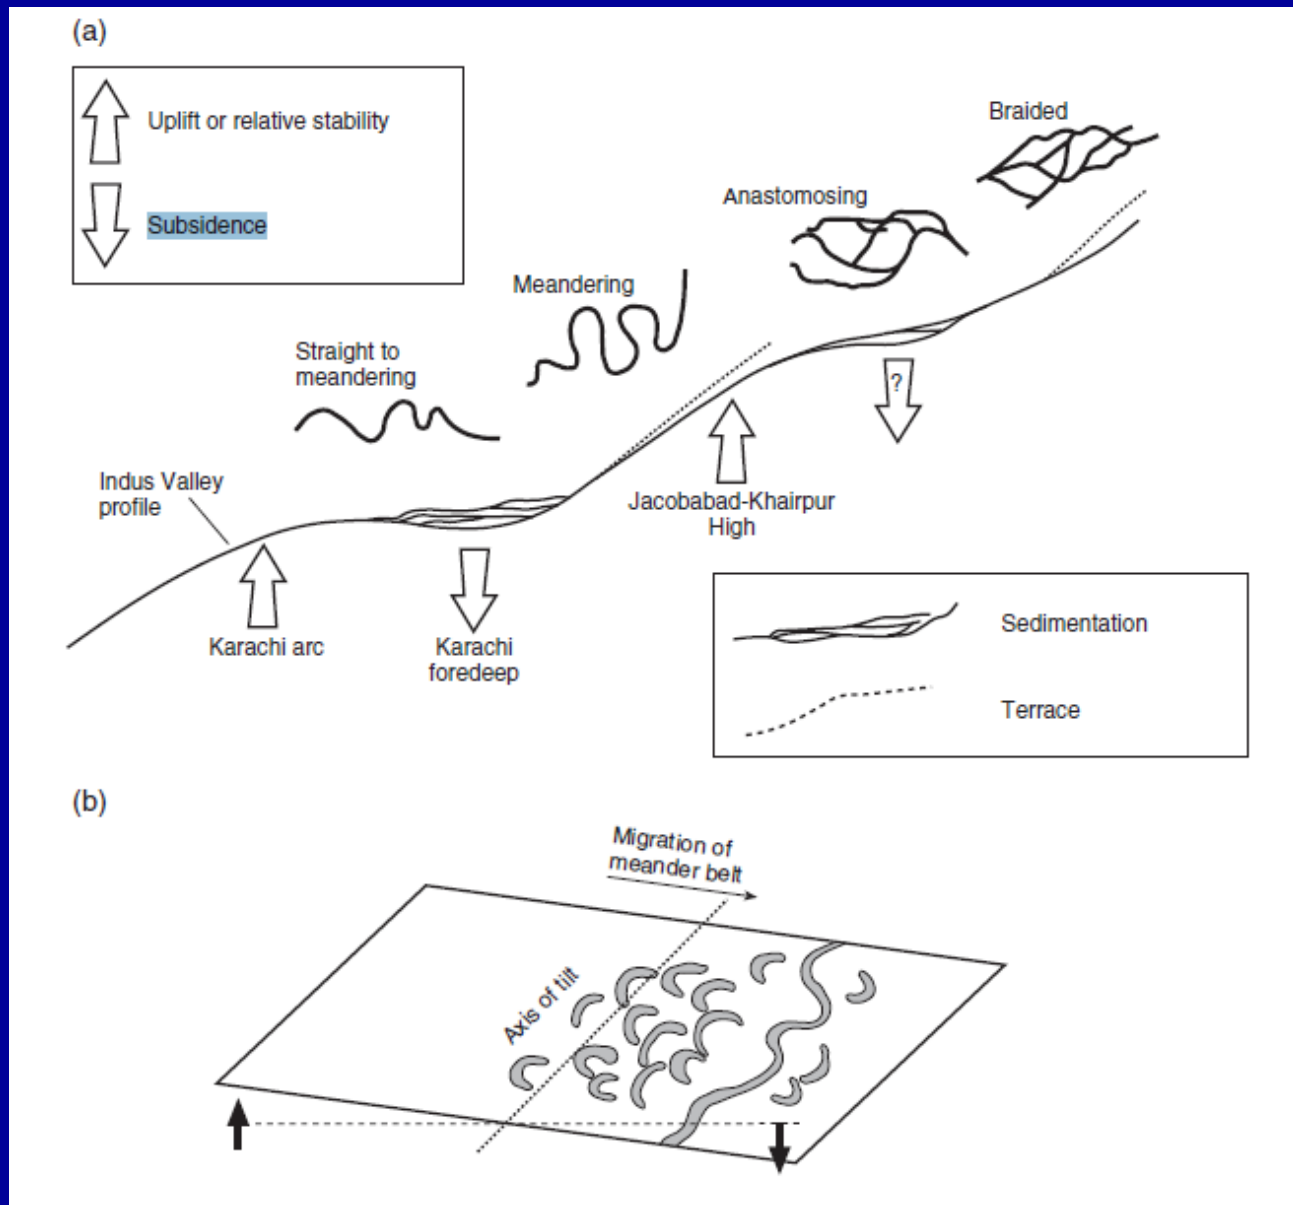 (a)
Uplift or relative stability
Subsidence
Braided
Anastomosing
Meandering
Straight to
meandering
?
Indus Valley
profile
Jacobabad-Khairpur
High
Karachi arc
Karachi
foredeep
Sedimentation
Terrace
(b)
Migration of
meander belt
Axis of tilt